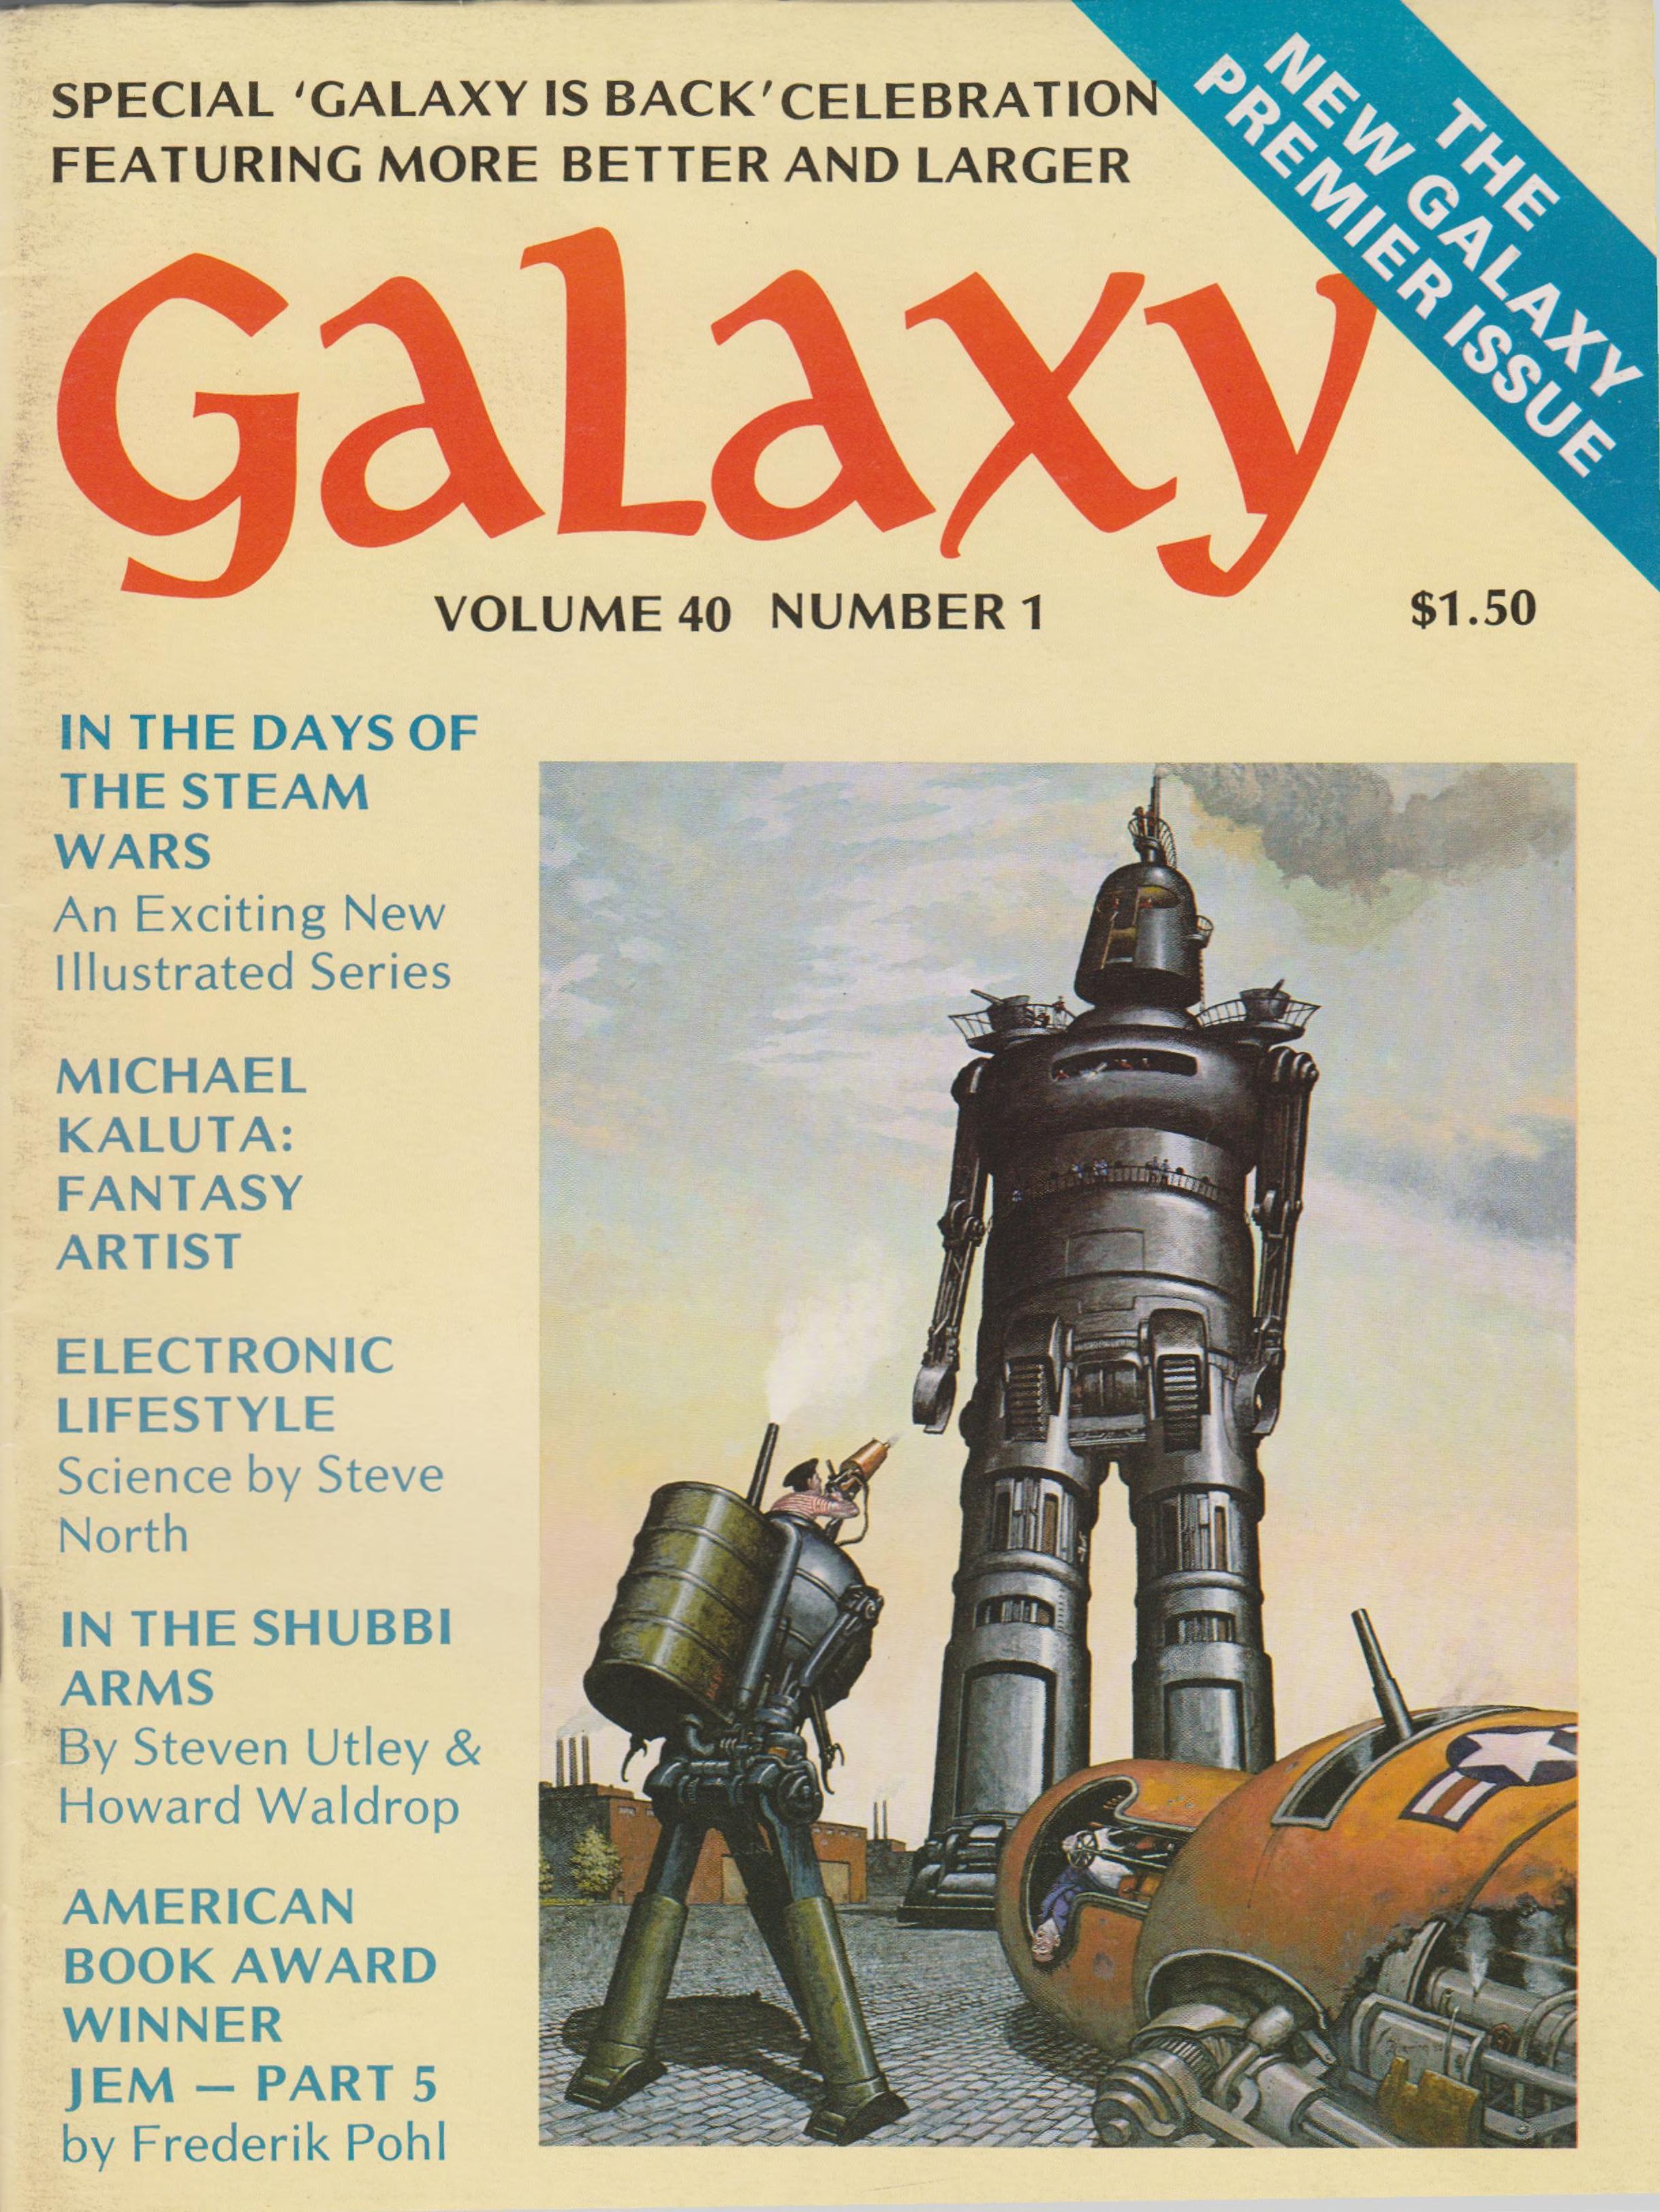 SPECIAL 'GALAXY IS BACK' CELEBRATION
FEATURING MORE BETTER AND LARGER
THE
NEW GALAXY
PREMIER ISSUE
Galaxy
VOLUME 40 NUMBER 1
$1.50
IN THE DAYS OF
THE STEAM
WARS
An Exciting New
Illustrated Series
MICHAEL
KALUTA:
FANTASY
ARTIST
ELECTRONIC
LIFESTYLE
Science by Steve
North
IN THE SHUBBI
ARMS
By Steven Utley &
Howard Waldrop
AMERICAN
BOOK AWARD
WINNER
JEM — PART 5
by Frederik Pohl